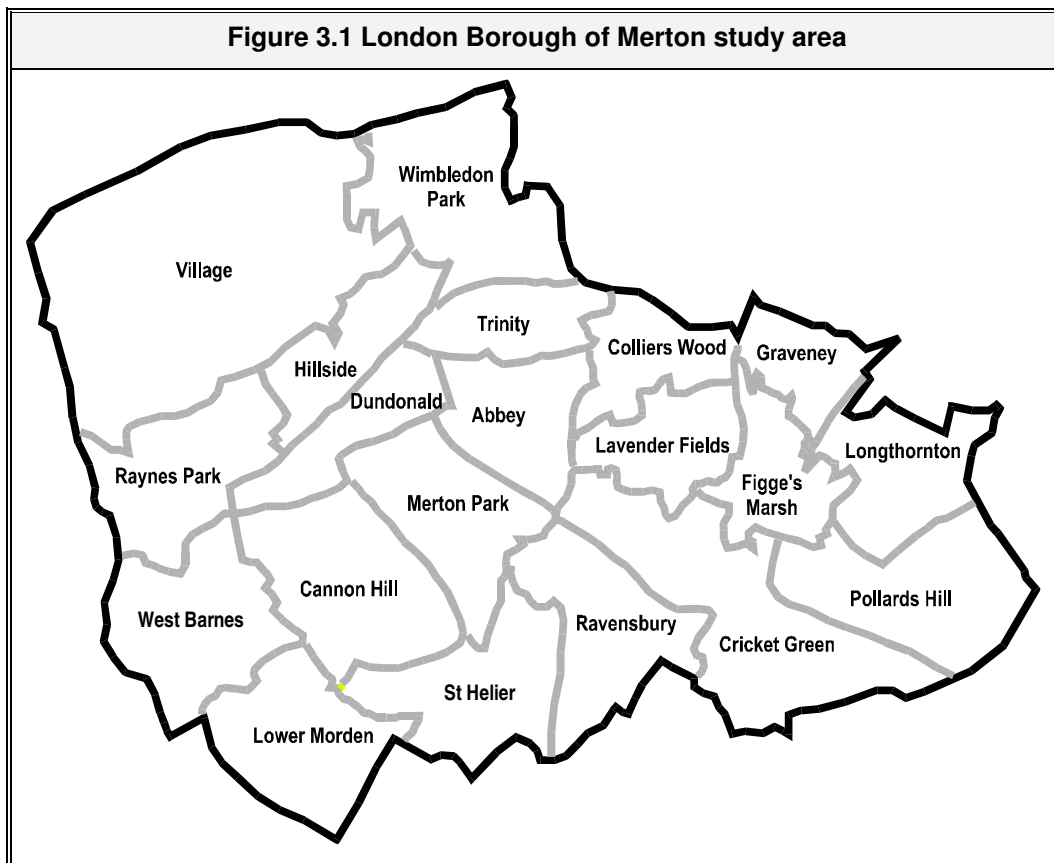 Figure 3.1 London Borough of Merton study area
Wimbledon
Park
Village
Trinity
Colliers Wood
Graveney
Hillside
Dundonald
Abbey
Lavender Fields
Longthornton
Raynes Park
Figge's
Marsh
Merton Park
Cannon Hill
Pollards Hill
West Barnes
Ravensbury
Cricket Green
St Helier
Lower Morden